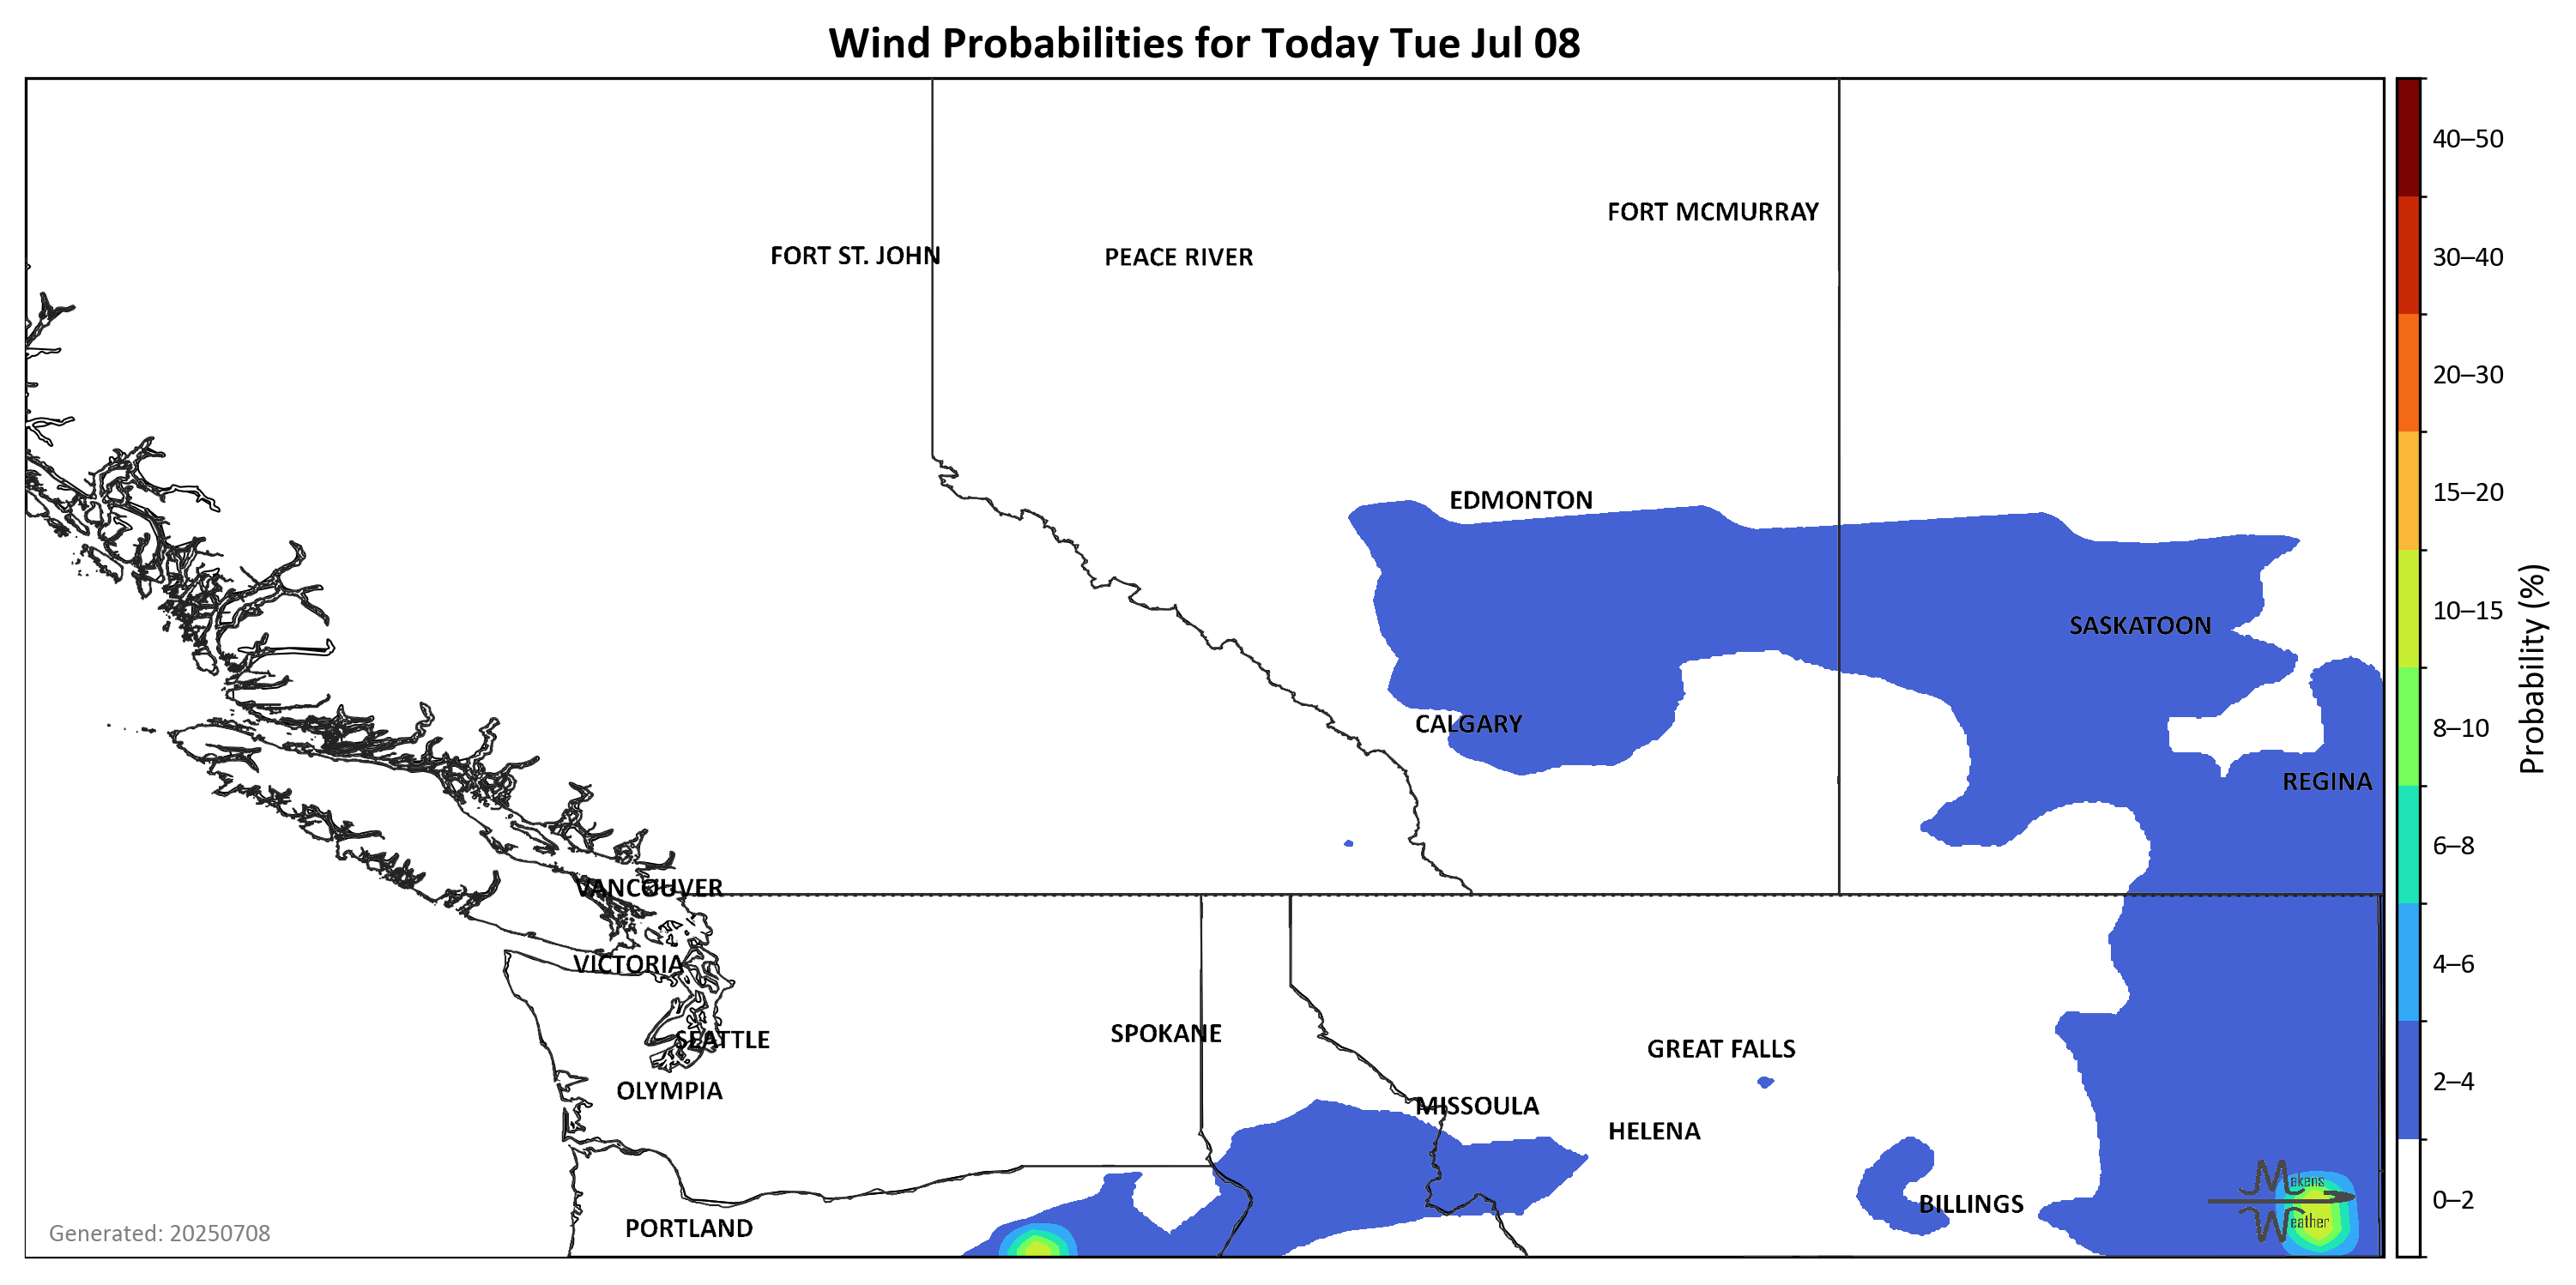 Wind Probabilities for Today Tue Jul 08
FORT MCMURRAY
FORT ST. JOHN
PEACE RIVER
EDMONTON
SASKATOON
CALGARY
REGINA
VANCOUVER
VICTORIA
SPOKANE
SEATTLE
GREAT FALLS
OLYMPIA
MISSOULA
HELENA
BILLINGS
PORTLAND
Makens
Weather
Generated: 20250708
40–50
30–40
20–30
15–20
10–15
8–10
6–8
4–6
2–4
0–2
Probability (%)